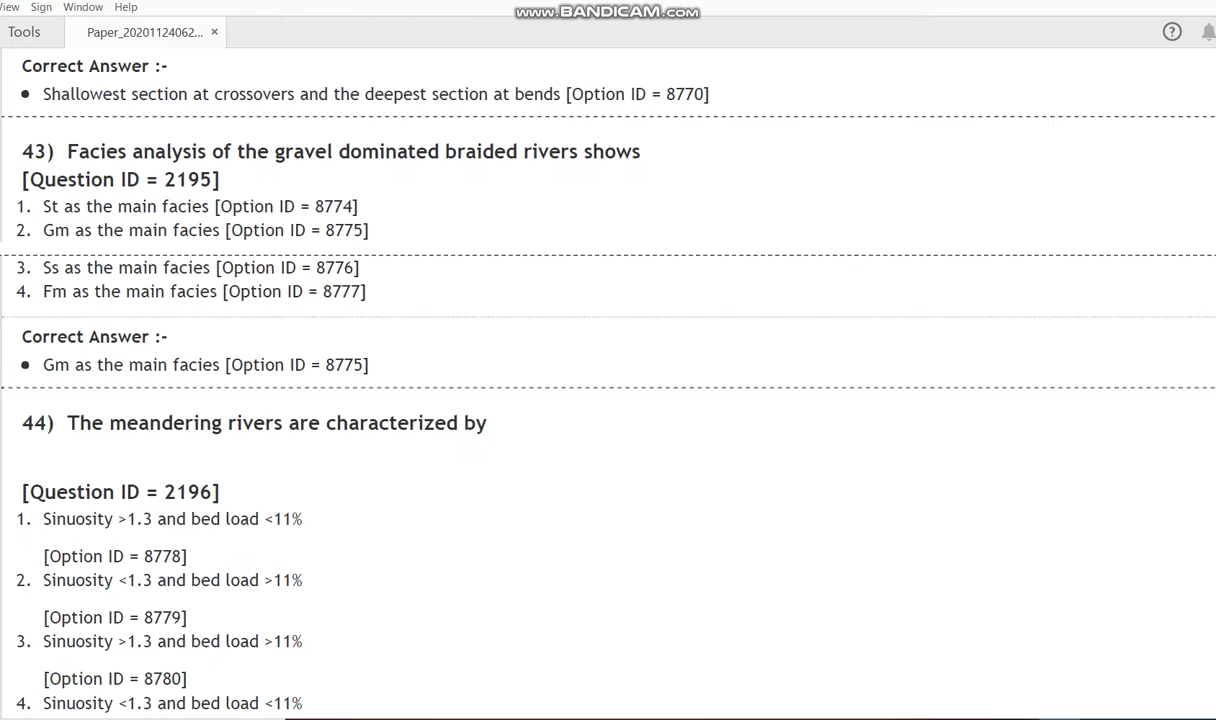 View Sign Window Help
www.BANDICAM.com
Tools Paper_20201124062... ×
Correct Answer :-
• Shallowest section at crossovers and the deepest section at bends [Option ID = 8770]
43) Facies analysis of the gravel dominated braided rivers shows
[Question ID = 2195]
1. St as the main facies [Option ID = 8774]
2. Gm as the main facies [Option ID = 8775]
3. Ss as the main facies [Option ID = 8776]
4. Fm as the main facies [Option ID = 8777]
Correct Answer :-
• Gm as the main facies [Option ID = 8775]
44) The meandering rivers are characterized by
[Question ID = 2196]
1. Sinuosity >1.3 and bed load <11%
[Option ID = 8778]
2. Sinuosity <1.3 and bed load >11%
[Option ID = 8779]
3. Sinuosity >1.3 and bed load >11%
[Option ID = 8780]
4. Sinuosity <1.3 and bed load <11%